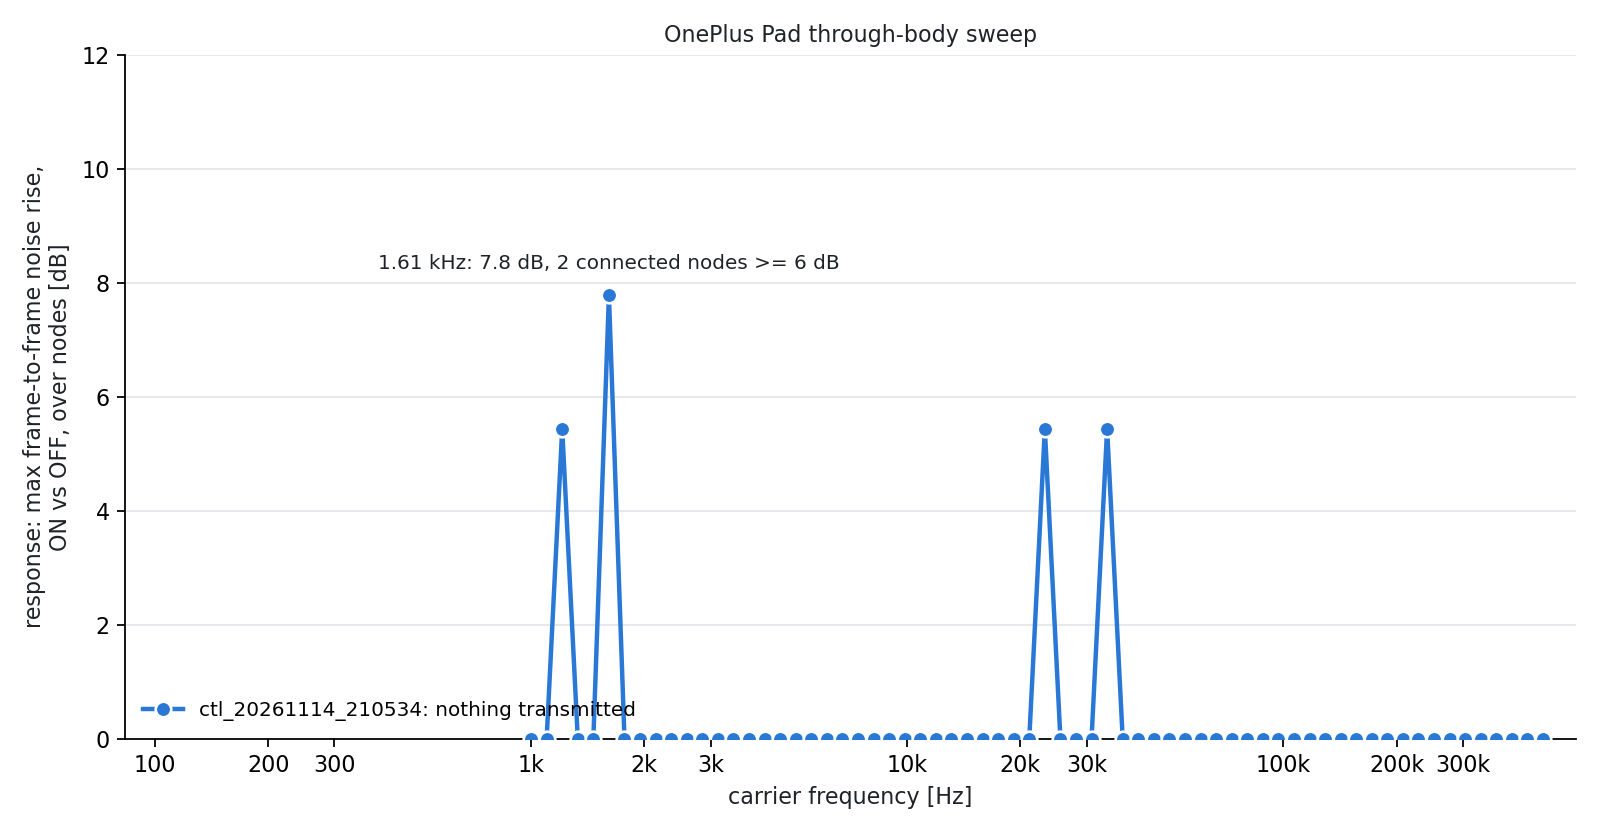 OnePlus Pad through-body sweep
response: max frame-to-frame noise rise,
ON vs OFF, over nodes [dB]
12
10
8
6
4
2
0
1.61 kHz: 7.8 dB, 2 connected nodes >= 6 dB
ctl_20261114_210534: nothing transmitted
100 200 300 1k 2k 3k 10k 20k 30k 100k 200k 300k
carrier frequency [Hz]